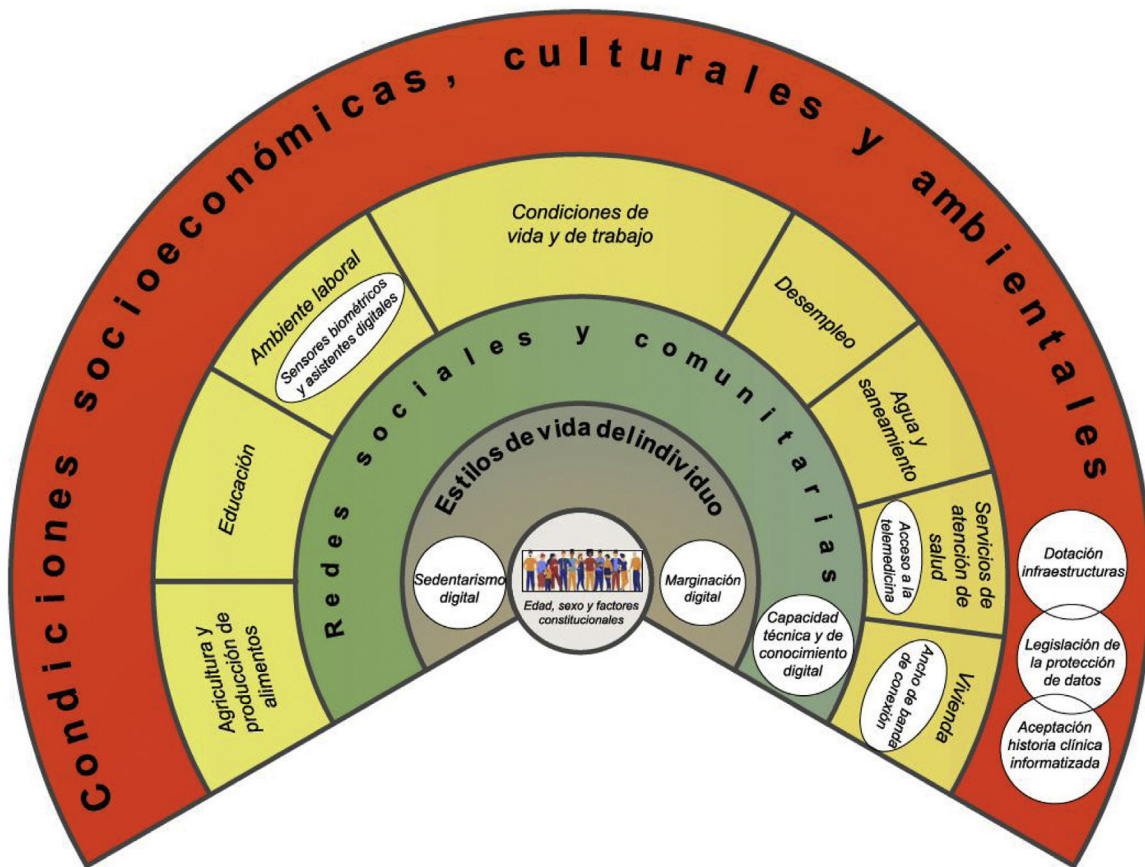 Condiciones socioeconómicas, culturales y ambientales
Condiciones de
vida y de trabajo
Ambiente laboral
Sensores biométricos
y asistentes digitales
Educación
Agricultura y
producción de
alimentos
Desempleo
Agua y
saneamiento
Servicios de
atención de
salud
Acceso a la
telemedicina
Vivienda
Ancho de banda
de conexión
Redes sociales y comunitarias
Capacidad
técnica y de
conocimiento
digital
Estilos de vida del individuo
Sedentarismo
digital
Marginación
digital
Edad, sexo y factores
constitucionales
Dotación
infraestructuras
Legislación de
la protección
de datos
Aceptación
historia clínica
informatizada